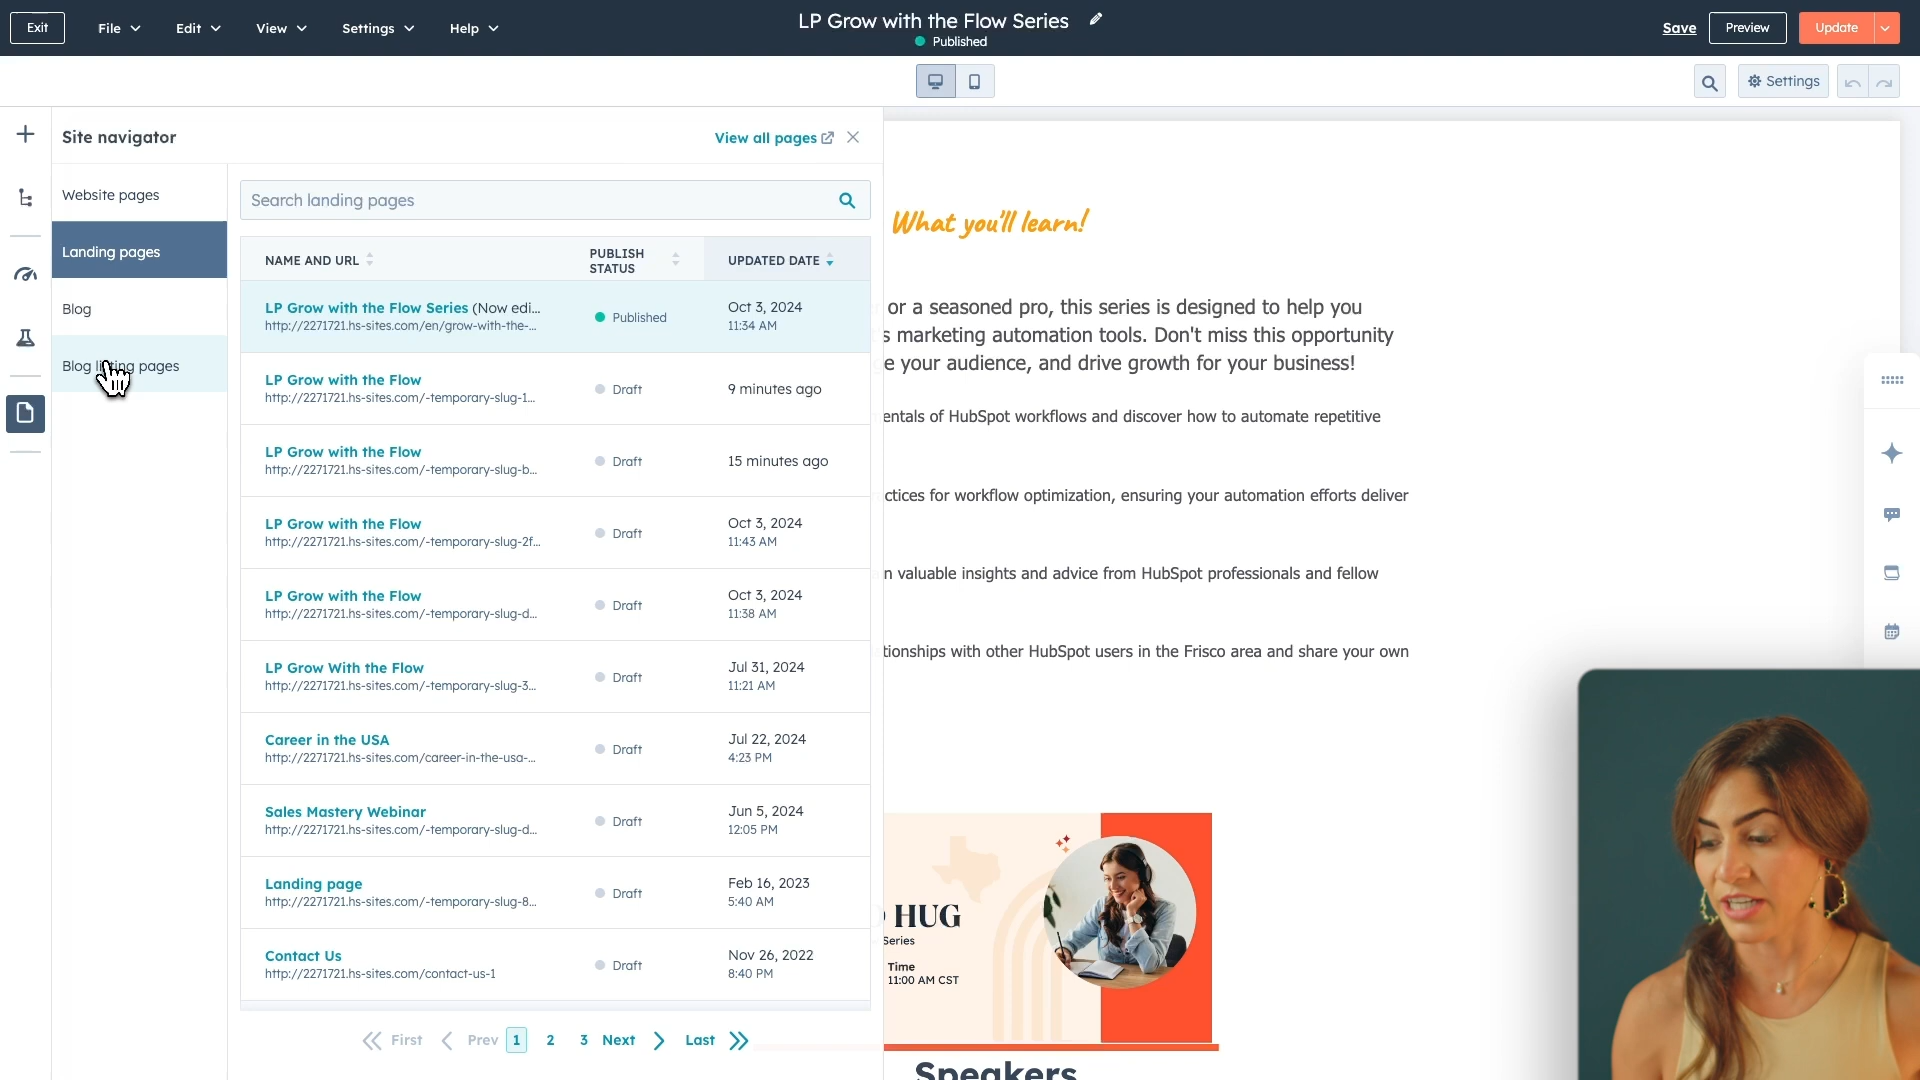 Exit
File
Edit
View
Settings
Help
LP Grow with the Flow Series
Published
Save
Preview
Update
Settings
Site navigator
View all pages
Website pages
Landing pages
Blog
Blog listing pages
Search landing pages
NAME AND URL
PUBLISH STATUS
UPDATED DATE
LP Grow with the Flow Series (Now edi...
http://2271721.hs-sites.com/en/grow-with-the-...
Published
Oct 3, 2024
11:34 AM
LP Grow with the Flow
http://2271721.hs-sites.com/-temporary-slug-1...
Draft
9 minutes ago
LP Grow with the Flow
http://2271721.hs-sites.com/-temporary-slug-b...
Draft
15 minutes ago
LP Grow with the Flow
http://2271721.hs-sites.com/-temporary-slug-2f...
Draft
Oct 3, 2024
11:43 AM
LP Grow with the Flow
http://2271721.hs-sites.com/-temporary-slug-d...
Draft
Oct 3, 2024
11:38 AM
LP Grow With the Flow
http://2271721.hs-sites.com/-temporary-slug-3...
Draft
Jul 31, 2024
11:21 AM
Career in the USA
http://2271721.hs-sites.com/career-in-the-usa-...
Draft
Jul 22, 2024
4:23 PM
Sales Mastery Webinar
http://2271721.hs-sites.com/-temporary-slug-d...
Draft
Jun 5, 2024
12:05 PM
Landing page
http://2271721.hs-sites.com/-temporary-slug-8...
Draft
Feb 16, 2023
5:40 AM
Contact Us
http://2271721.hs-sites.com/contact-us-1
Draft
Nov 26, 2022
8:40 PM
First Prev 1 2 3 Next Last
What you'll learn!
or a seasoned pro, this series is designed to help you
's marketing automation tools. Don't miss this opportunity
e your audience, and drive growth for your business!
entals of HubSpot workflows and discover how to automate repetitive
ctices for workflow optimization, ensuring your automation efforts deliver
n valuable insights and advice from HubSpot professionals and fellow
tionships with other HubSpot users in the Frisco area and share your own
HUG
Series
Time
11:00 AM CST
Speakers